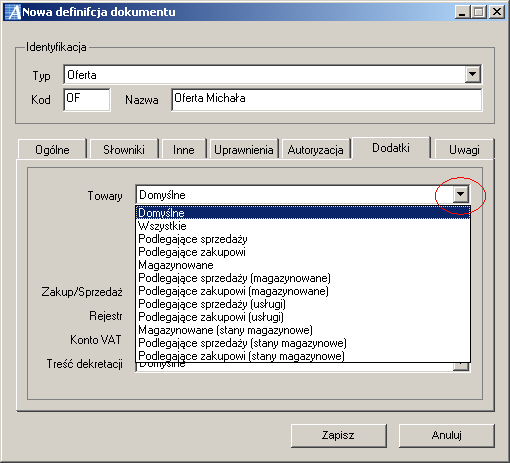 Nowa definifcja dokumentu
Identyfikacja
Typ Oferta
Kod OF Nazwa Oferta Michała
Ogólne Słowniki Inne Uprawnienia Autoryzacja Dodatki Uwagi
Towary Domyślne
Domyślne
Wszystkie
Podlegające sprzedaży
Podlegające zakupowi
Magazynowane
Podlegające sprzedaży (magazynowane)
Zakup/Sprzedaż Podlegające zakupowi (magazynowane)
Podlegające sprzedaży (usługi)
Rejestr Podlegające zakupowi (usługi)
Magazynowane (stany magazynowe)
Konto VAT Podlegające sprzedaży (stany magazynowe)
Podlegające zakupowi (stany magazynowe)
Treść dekretacji Domyślne
Zapisz Anuluj